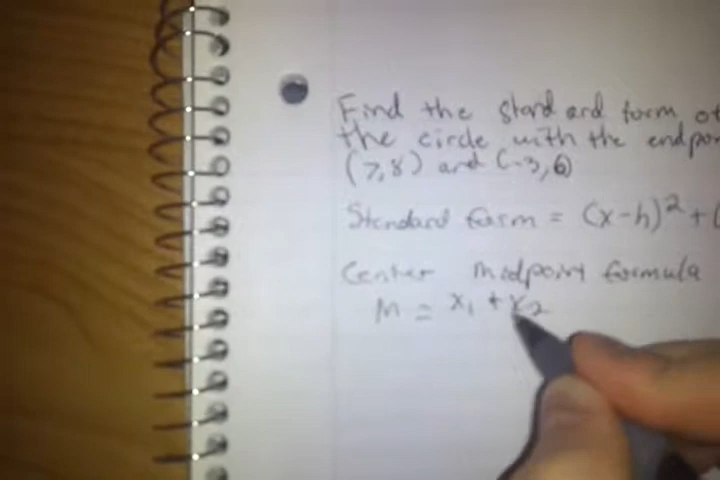 Find the standard form of
the circle with the endpoi
(7,8) and (-3,6)
Standard form = (x-h)² + (
Center midpoint formula
M = x₁ + x₂